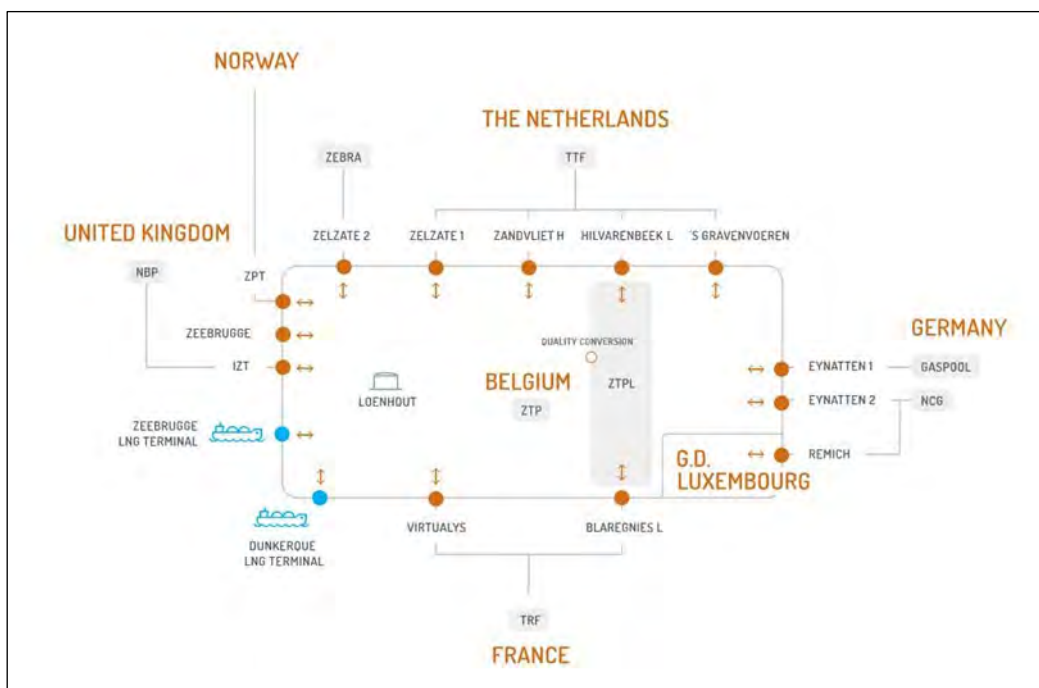 NORWAY
THE NETHERLANDS
ZEBRA
TTF
UNITED KINGDOM
ZELZATE 2
ZELZATE 1
ZANDVLIET H
HILVARENBEEK L
'S GRAVENVOEREN
NBP
ZPT
ZEEBRUGGE
IZT
QUALITY CONVERSION
GERMANY
EYNATTEN 1
GASPOOL
BELGIUM
ZTPL
LOENHOUT
ZTP
EYNATTEN 2
NCG
ZEEBRUGGE
LNG TERMINAL
REMICH
G.D.
LUXEMBOURG
VIRTUALYS
BLAREGNIES L
DUNKERQUE
LNG TERMINAL
TRF
FRANCE